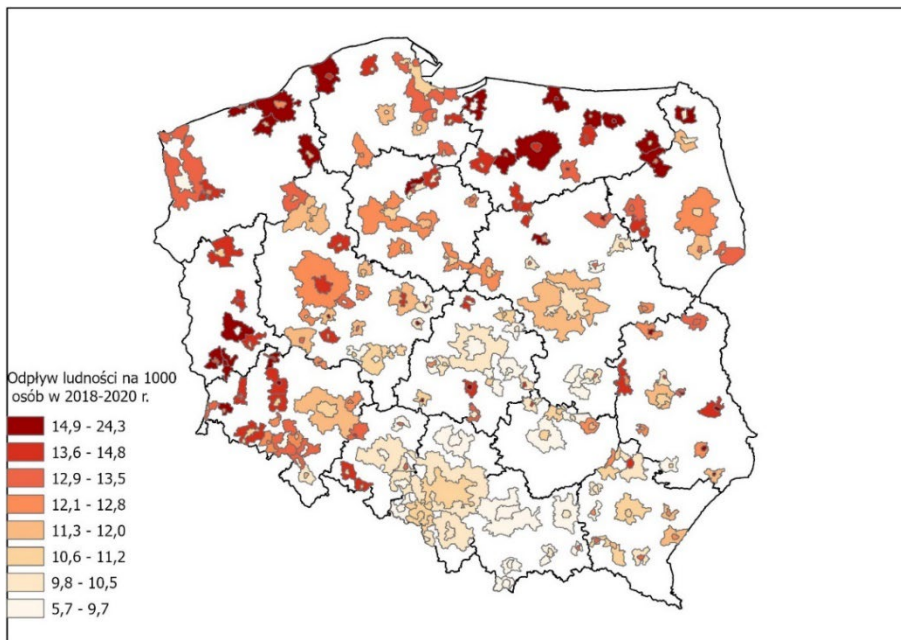 Odpływ ludności na 1000
osób w 2018-2020 r.
14,9 - 24,3
13,6 - 14,8
12,9 - 13,5
12,1 - 12,8
11,3 - 12,0
10,6 - 11,2
9,8 - 10,5
5,7 - 9,7